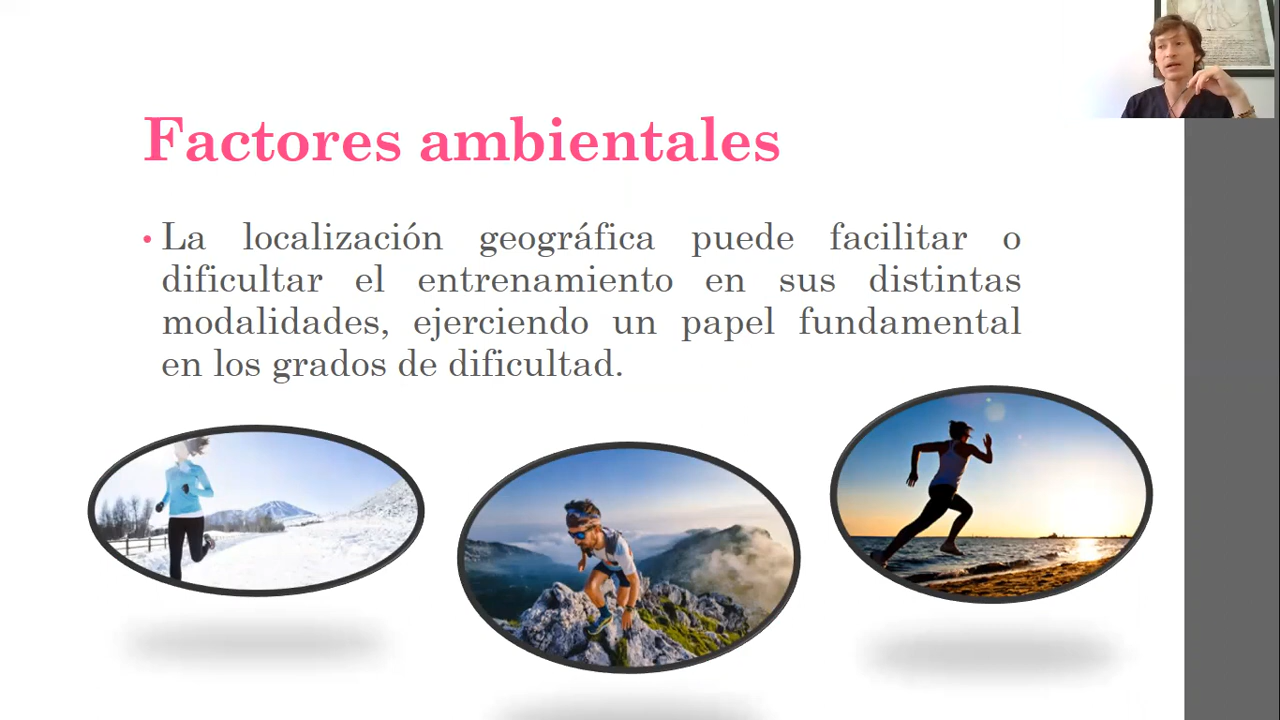 Factores ambientales
• La localización geográfica puede facilitar o
dificultar el entrenamiento en sus distintas
modalidades, ejerciendo un papel fundamental
en los grados de dificultad.